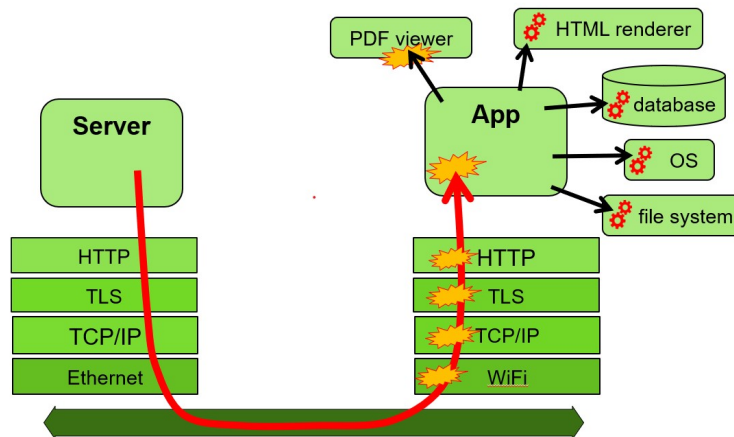 PDF viewer
HTML renderer
Server
App
database
OS
file system
HTTP
HTTP
TLS
TLS
TCP/IP
TCP/IP
Ethernet
WiFi